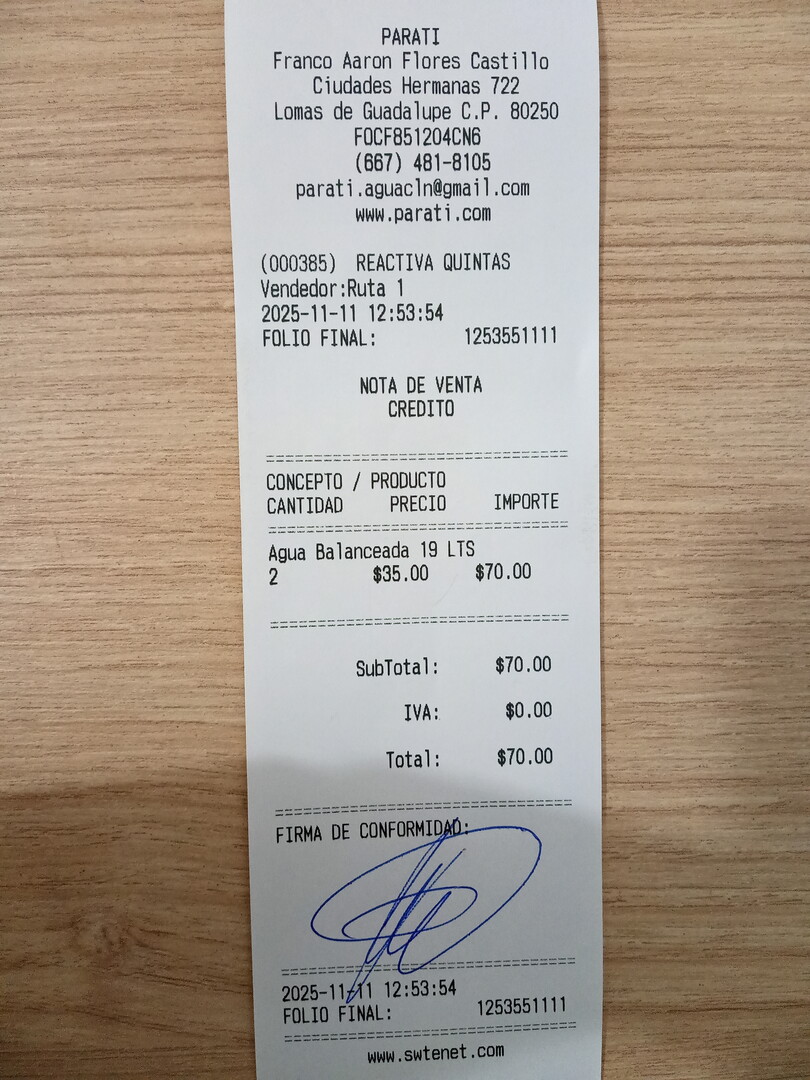 PARATI
Franco Aaron Flores Castillo
Ciudades Hermanas 722
Lomas de Guadalupe C.P. 80250
FOCF851204CN6
(667) 481-8105
parati.aguacln@gmail.com
www.parati.com
(000385) REACTIVA QUINTAS
Vendedor:Ruta 1
2025-11-11 12:53:54
FOLIO FINAL: 1253551111
NOTA DE VENTA
CREDITO
CONCEPTO / PRODUCTO
CANTIDAD PRECIO IMPORTE
Agua Balanceada 19 LTS
2 $35.00 $70.00
SubTotal: $70.00
IVA: $0.00
Total: $70.00
FIRMA DE CONFORMIDAD:
2025-11-11 12:53:54
FOLIO FINAL: 1253551111
www.swtenet.com